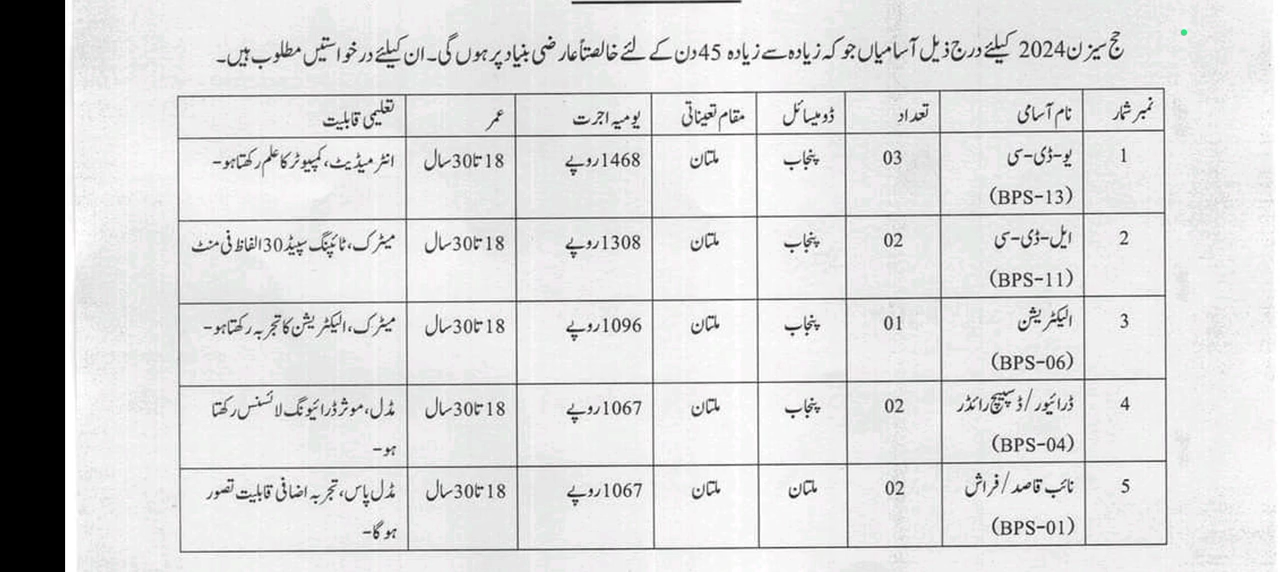 حج سیزن 2024 کیلئے درج ذیل آسامیاں جو کہ زیادہ سے زیادہ 45 دن کے لئے خالصتاً عارضی بنیاد پر ہوں گی۔ ان کیلئے درخواستیں مطلوب ہیں۔
نمبر شمار نام آسامی تعداد ڈومیسائل مقام تعیناتی یومیہ اجرت عمر تعلیمی قابلیت
1 یو-ڈی-سی 03 پنجاب ملتان 1468 روپے 18 تا 30 سال انٹر میڈیٹ، کمپیوٹر کا علم رکھتا ہو-
(BPS-13)
2 ایل-ڈی-سی 02 پنجاب ملتان 1308 روپے 18 تا 30 سال میٹرک، ٹائپنگ سپیڈ 30 الفاظ فی منٹ
(BPS-11)
3 الیکٹریشن 01 پنجاب ملتان 1096 روپے 18 تا 30 سال میٹرک، الیکٹریشن کا تجربہ رکھتا ہو-
(BPS-06)
4 ڈرائیور / ڈسپیچ رائڈر 02 پنجاب ملتان 1067 روپے 18 تا 30 سال مڈل، موثر ڈرائیونگ لائسنس رکھتا
(BPS-04) ہو-
5 نائب قاصد / فراش 02 ملتان ملتان 1067 روپے 18 تا 30 سال مڈل پاس، تجربہ اضافی قابلیت تصور
(BPS-01) ہو گا-